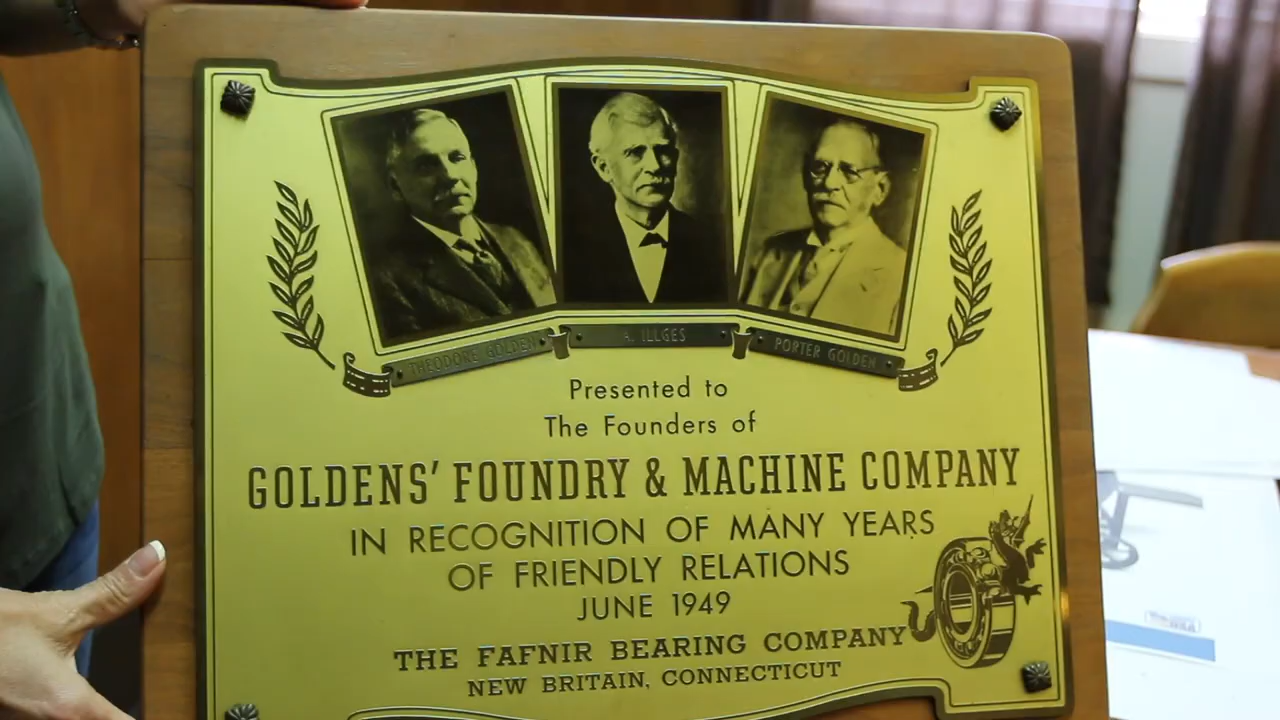 THEODORE GOLDEN
A. ILLGES
PORTER GOLDEN
Presented to
The Founders of
GOLDENS' FOUNDRY & MACHINE COMPANY
IN RECOGNITION OF MANY YEARS
OF FRIENDLY RELATIONS
JUNE 1949
THE FAFNIR BEARING COMPANY
NEW BRITAIN, CONNECTICUT